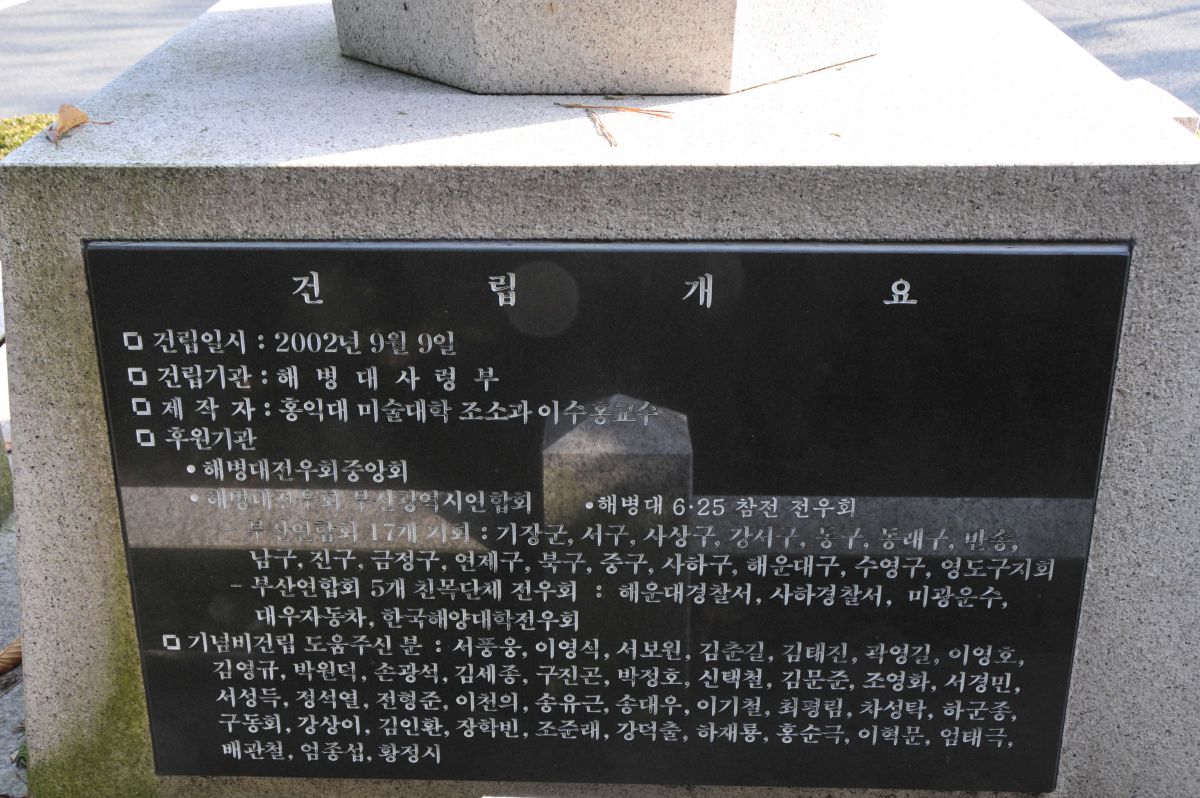 건 립 개 요
□ 건립일시 : 2002년 9월 9일
□ 건립기관 : 해 병 대 사 령 부
□ 제 작 자 : 홍익대 미술대학 조소과 이수홍교수
□ 후원기관
• 해병대전우회중앙회
• 해병대전우회 부산광역시연합회 • 해병대 6·25 참전 전우회
- 부산연합회 17개 지회 : 기장군, 서구, 사상구, 강서구, 동구, 동래구, 반송,
남구, 진구, 금정구, 연제구, 북구, 중구, 사하구, 해운대구, 수영구, 영도구지회
- 부산연합회 5개 친목단체 전우회 : 해운대경찰서, 사하경찰서, 미광운수,
대우자동차, 한국해양대학전우회
□ 기념비건립 도움주신 분 : 서풍웅, 이영식, 서보원, 김춘길, 김태진, 곽영길, 이영호,
김영규, 박원덕, 손광석, 김세종, 구진곤, 박정호, 신택철, 김문준, 조영화, 서경민,
서성득, 정석열, 전형준, 이천의, 송유근, 송대우, 이기철, 최평림, 차성탁, 하군종,
구동회, 강상이, 김인환, 장학빈, 조준래, 강덕출, 하재룡, 홍순극, 이혁문, 엄태극,
배관철, 엄종섭, 황정시